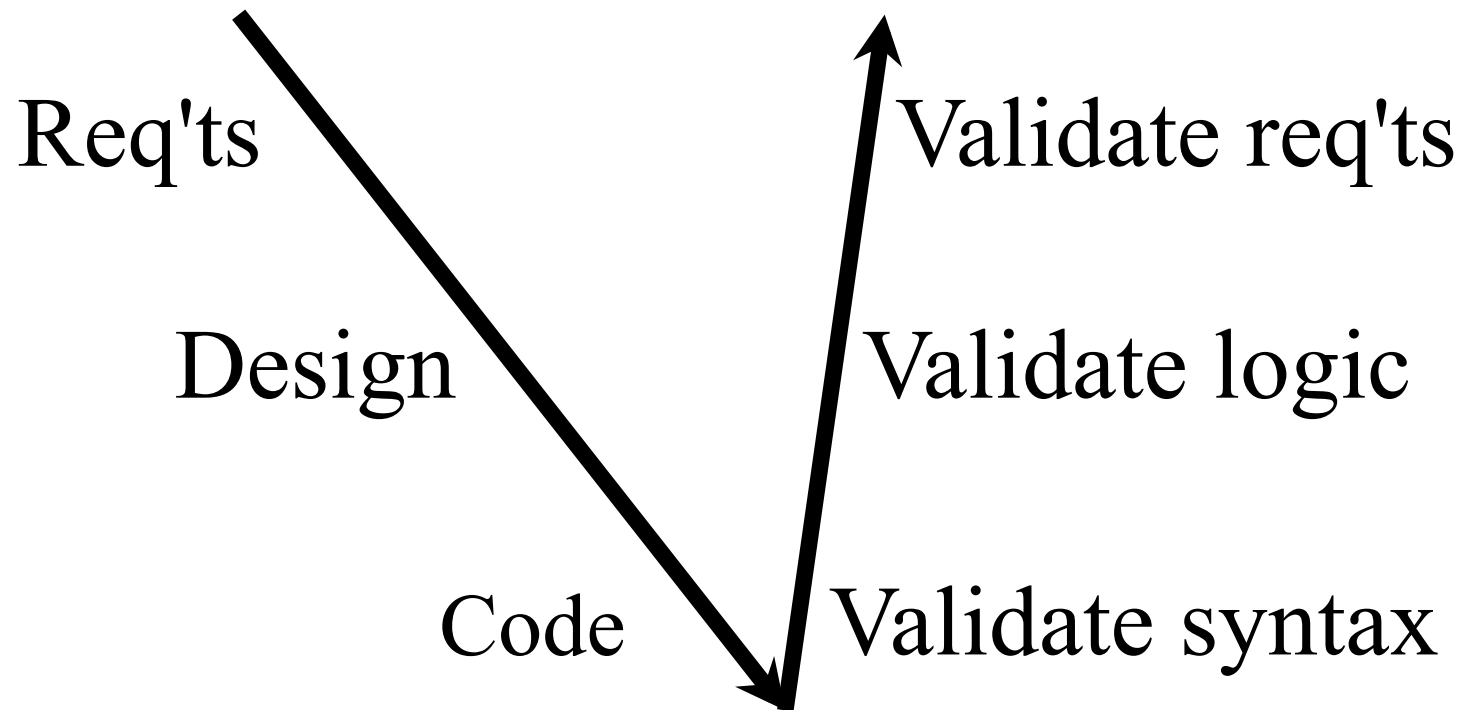 Req'ts
Validate req'ts
Design
Validate logic
Code
Validate syntax